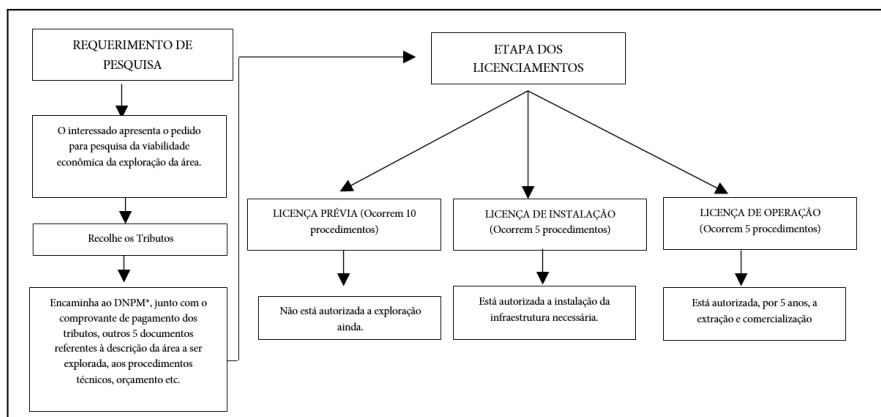 REQUERIMENTO DE
PESQUISA
O interessado apresenta o pedido
para pesquisa da viabilidade
econômica da exploração da área.
Recolhe os Tributos
Encaminha ao DNPM*, junto com o
comprovante de pagamento dos
tributos, outros 5 documentos
referentes à descrição da área a ser
explorada, aos procedimentos
técnicos, orçamento etc.
ETAPA DOS
LICENCIAMENTOS
LICENÇA PRÉVIA (Ocorrem 10
procedimentos)
Não está autorizada a exploração
ainda.
LICENÇA DE INSTALAÇÃO
(Ocorrem 5 procedimentos)
Está autorizada a instalação da
infraestrutura necessária.
LICENÇA DE OPERAÇÃO
(Ocorrem 5 procedimentos)
Está autorizada, por 5 anos, a
extração e comercialização